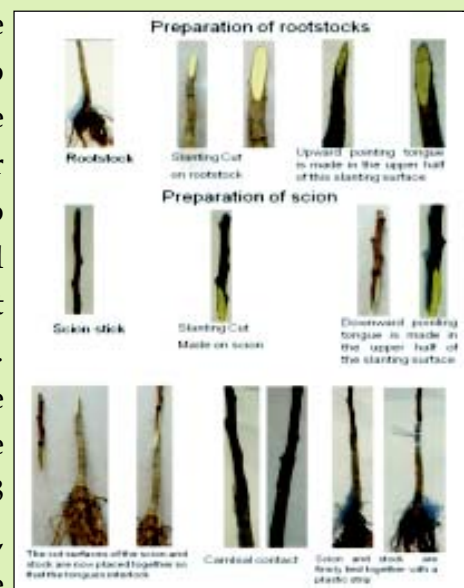 Preparation of rootstocks
Rootstock
Slanting Cut
on rootstock
Upward pointing tongue
is made in the upper half
of this slanting surface
Preparation of scion
Scion stick
Slanting Cut
Made on scion
Downward pointing
tongue is made in
the upper half of
the slanting surface
The cut surfaces of the scion and
stock are now placed together so
that the tongues interlock
Cambial contact
Scion and stock are
firmly tied together with a
plastic strip